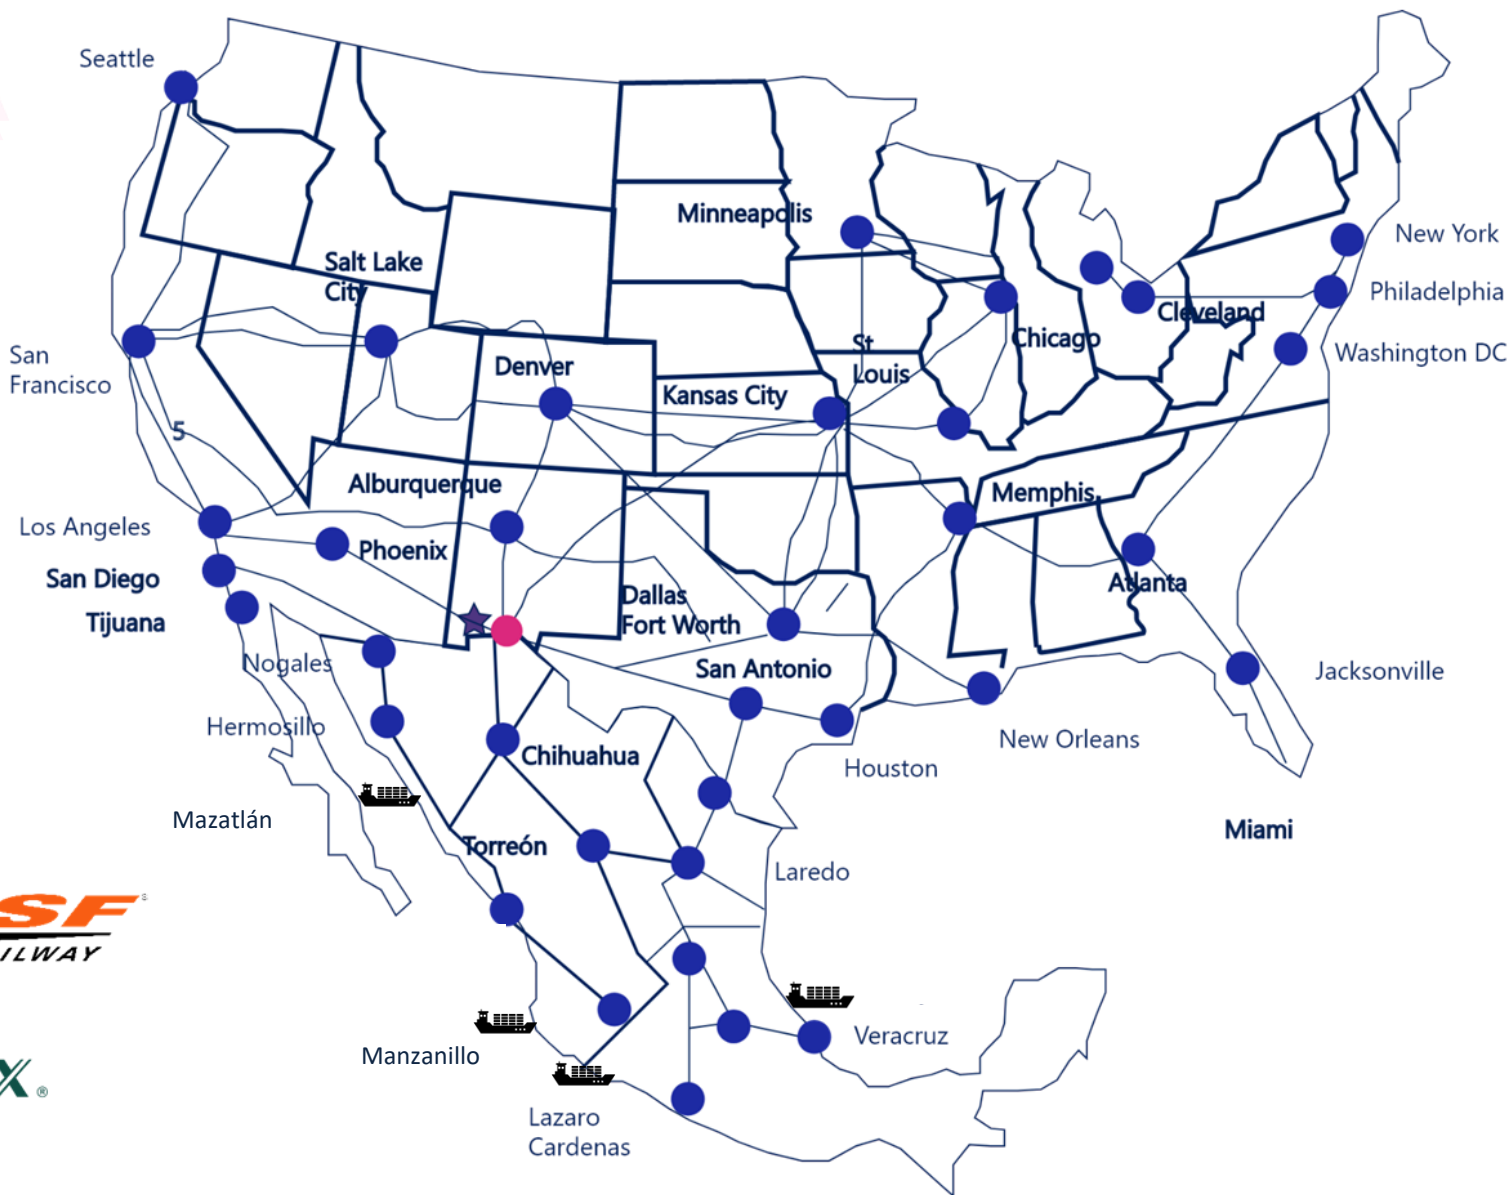 Seattle
New York
Minneapolis
Salt Lake
City
Philadelphia
Cleveland
Chicago
St
Louis
Washington DC
San
Francisco
Denver
Kansas City
5
Alburquerque
Memphis
Los Angeles
Phoenix
San Diego
Atlanta
Tijuana
Dallas
Fort Worth
Nogales
San Antonio
Jacksonville
Hermosillo
New Orleans
Chihuahua
Houston
Mazatlán
Miami
Torreón
Laredo
SF
ILWAY
Veracruz
Manzanillo
X®
Lazaro
Cardenas